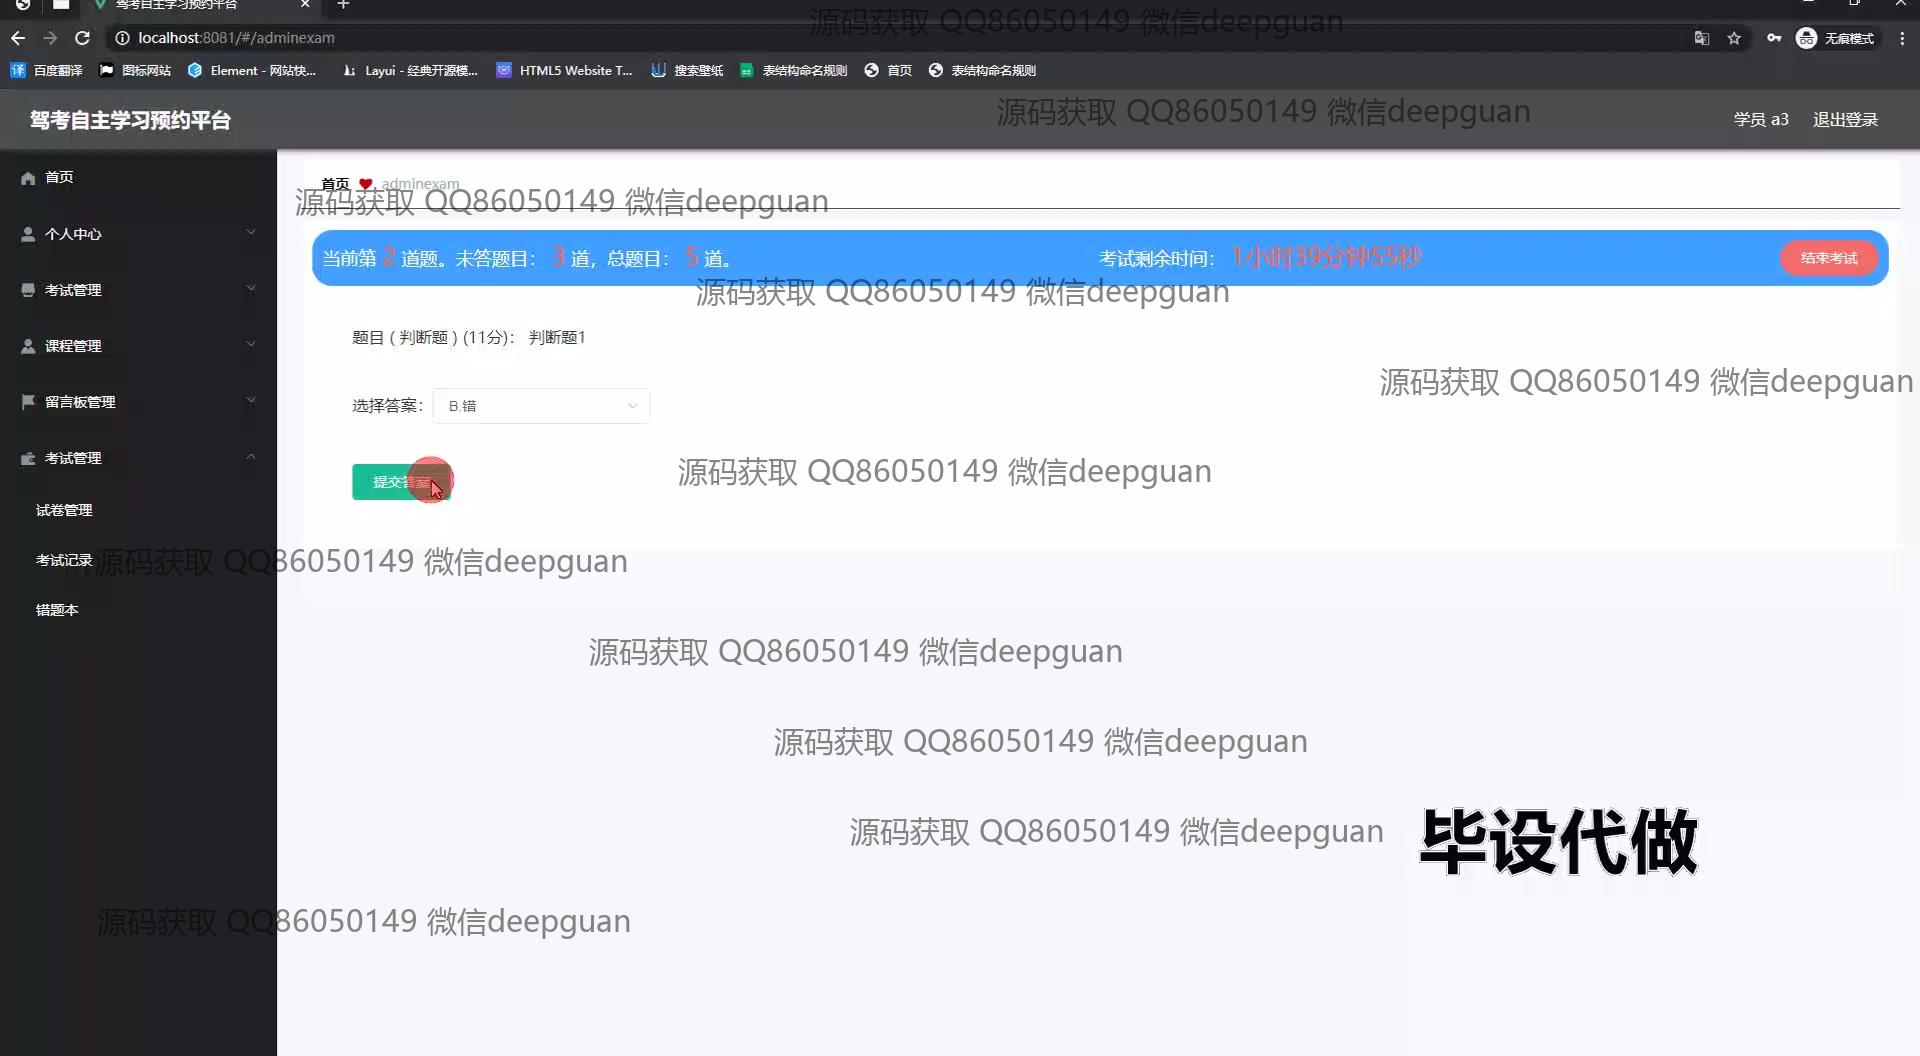 驾考自主学习预约平台
源码获取 QQ86050149 微信deepguan
localhost:8081/#/adminexam
无痕模式
百度翻译
图标网站
Element - 网站快...
Layui - 经典开源模...
HTML5 Website T...
搜索壁纸
表结构命名规则
首页
表结构命名规则
驾考自主学习预约平台
源码获取 QQ86050149 微信deepguan
学员 a3
退出登录
首页
个人中心
考试管理
课程管理
留言板管理
考试管理
试卷管理
考试记录
错题本
首页 adminexam
源码获取 QQ86050149 微信deepguan
当前第 2 道题。未答题目: 3 道，总题目: 5 道。
考试剩余时间: 1小时39分钟55秒
结束考试
源码获取 QQ86050149 微信deepguan
题目 ( 判断题 ) (11分): 判断题1
源码获取 QQ86050149 微信deepguan
选择答案: B.错
源码获取 QQ86050149 微信deepguan
提交答案
源码获取 QQ86050149 微信deepguan
源码获取 QQ86050149 微信deepguan
源码获取 QQ86050149 微信deepguan
源码获取 QQ86050149 微信deepguan
毕设代做
源码获取 QQ86050149 微信deepguan